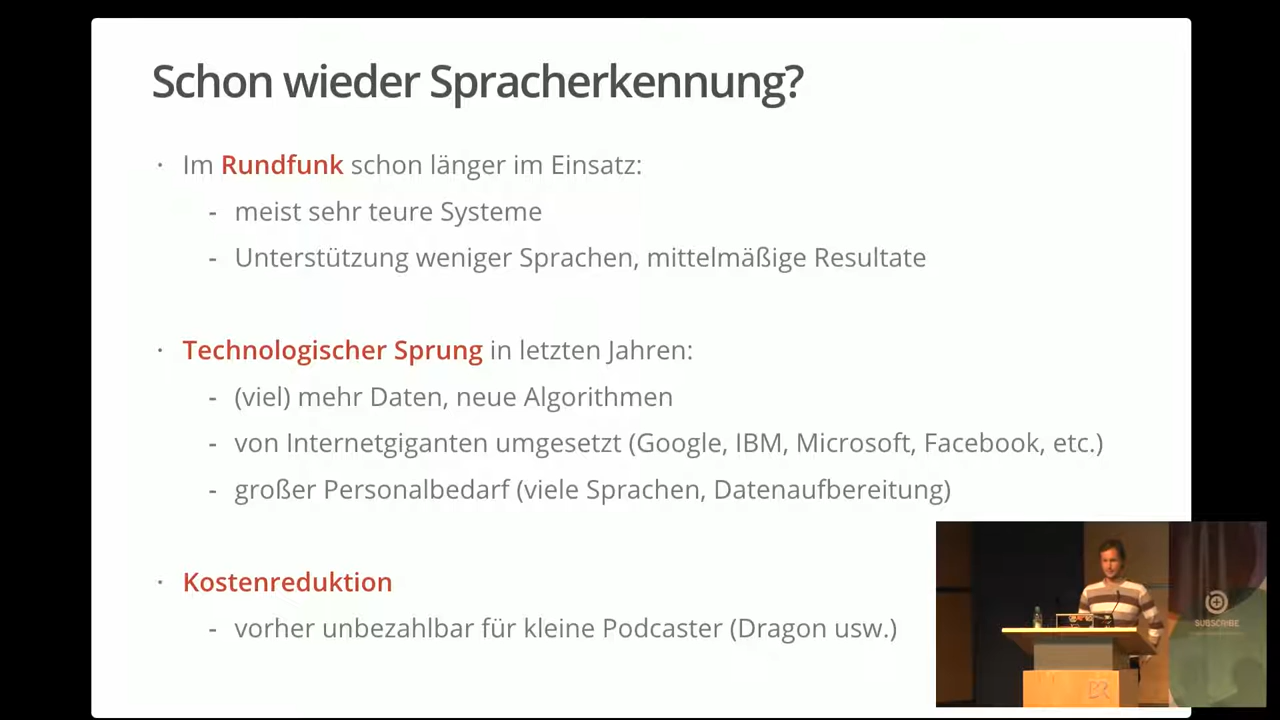 Schon wieder Spracherkennung?
· Im Rundfunk schon länger im Einsatz:
- meist sehr teure Systeme
- Unterstützung weniger Sprachen, mittelmäßige Resultate
· Technologischer Sprung in letzten Jahren:
- (viel) mehr Daten, neue Algorithmen
- von Internetgiganten umgesetzt (Google, IBM, Microsoft, Facebook, etc.)
- großer Personalbedarf (viele Sprachen, Datenaufbereitung)
· Kostenreduktion
- vorher unbezahlbar für kleine Podcaster (Dragon usw.)
SUBSCRIBE
BR